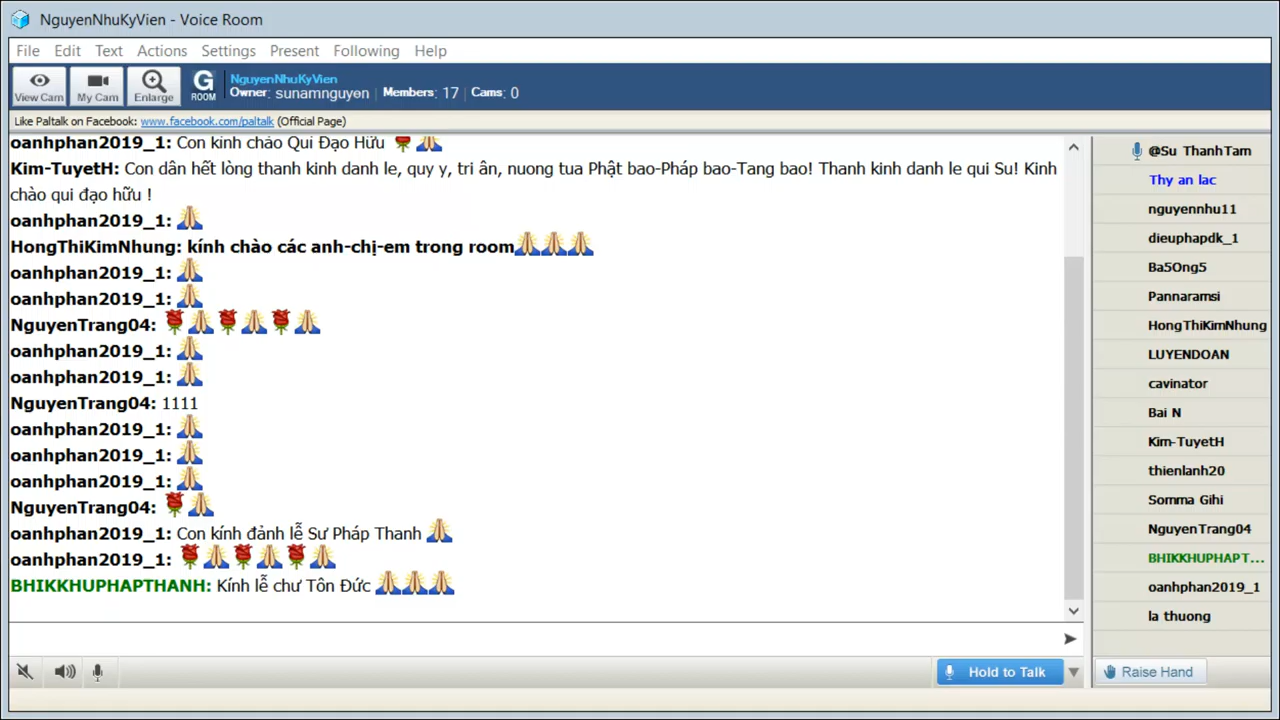 NguyenNhuKyVien - Voice Room
File Edit Text Actions Settings Present Following Help
View Cam My Cam Enlarge G ROOM NguyenNhuKyVien
Owner: sunamnguyen Members: 17 Cams: 0
Like Paltalk on Facebook: www.facebook.com/paltalk (Official Page)
oanhphan2019_1: Con kính chào Quí Đạo Hữu 🌹🙏
Kim-TuyetH: Con dân hết lòng thanh kinh danh le, quy y, tri ân, nuong tua Phật bao-Pháp bao-Tang bao! Thanh kinh danh le qui Su! Kinh
chào qui đạo hữu !
oanhphan2019_1: 🙏
HongThiKimNhung: kính chào các anh-chị-em trong room🙏🙏🙏
oanhphan2019_1: 🙏
oanhphan2019_1: 🙏
NguyenTrang04: 🌹🙏🌹🙏🌹🙏
oanhphan2019_1: 🙏
oanhphan2019_1: 🙏
NguyenTrang04: 1111
oanhphan2019_1: 🙏
oanhphan2019_1: 🙏
oanhphan2019_1: 🙏
NguyenTrang04: 🌹🙏
oanhphan2019_1: Con kính đảnh lễ Sư Pháp Thanh 🙏
oanhphan2019_1: 🌹🙏🌹🙏🌹🙏
BHIKKHUPHAPTHANH: Kính lễ chư Tôn Đức 🙏🙏🙏
@Su ThanhTam
Thy an lac
nguyennhu11
dieuphapdk_1
Ba5Ong5
Pannaramsi
HongThiKimNhung
LUYENDOAN
cavinator
Bai N
Kim-TuyetH
thienlanh20
Somma Gihi
NguyenTrang04
BHIKKHUPHAPT...
oanhphan2019_1
la thuong
Hold to Talk
Raise Hand